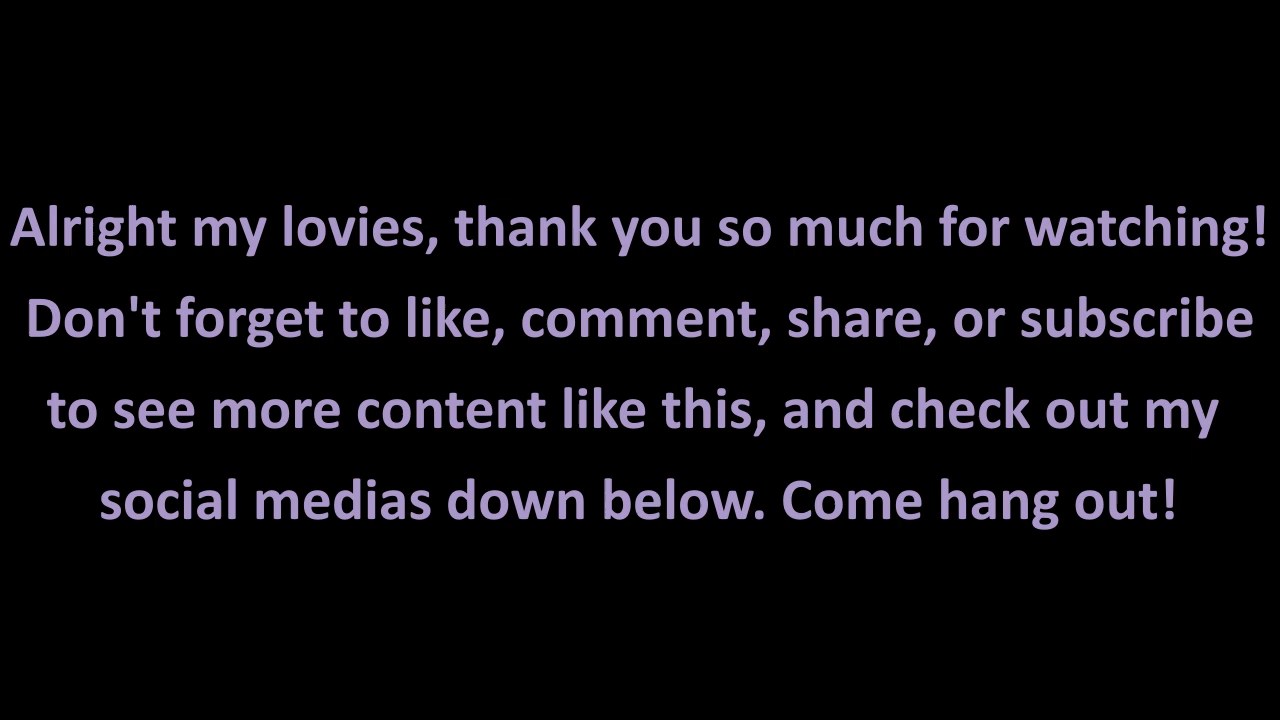 Alright my lovies, thank you so much for watching!
Don't forget to like, comment, share, or subscribe
to see more content like this, and check out my
social medias down below. Come hang out!